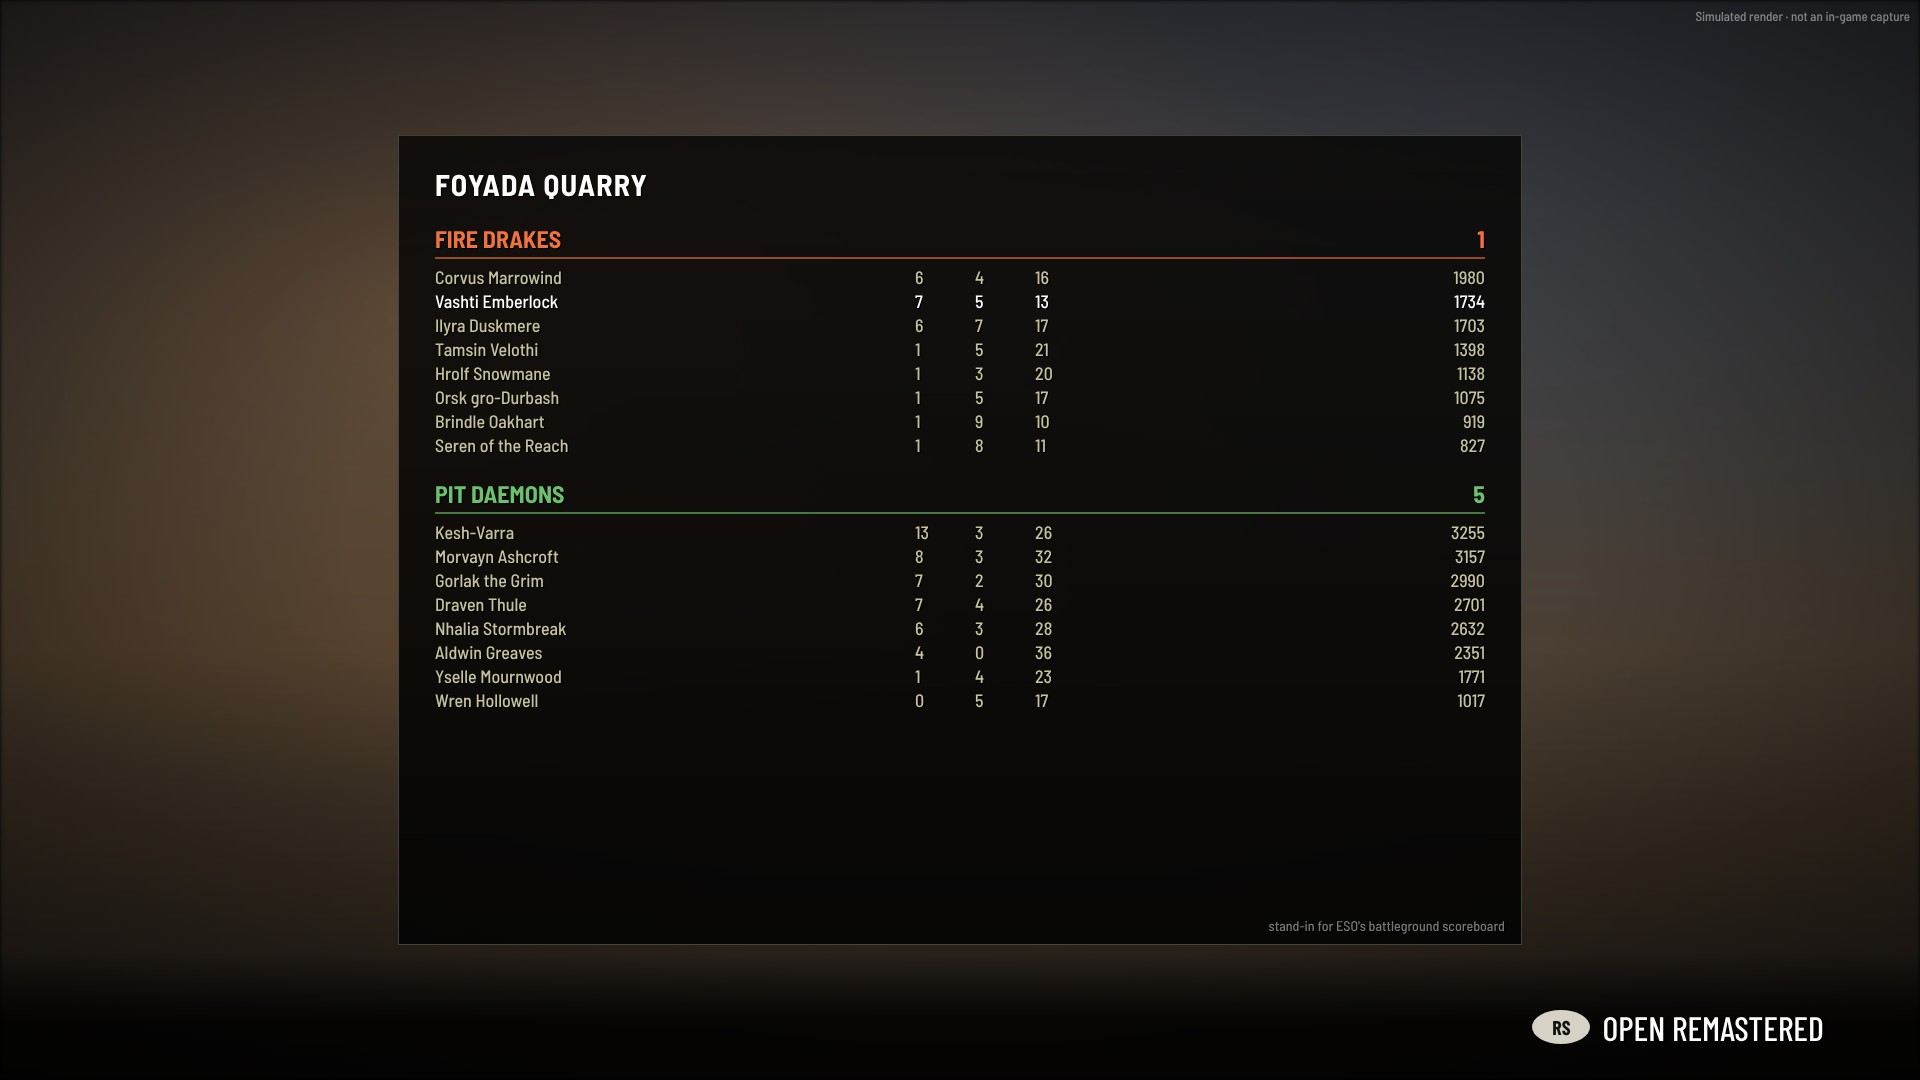 Simulated render · not an in-game capture
FOYADA QUARRY
FIRE DRAKES 1
Corvus Marrowind 6 4 16 1980
Vashti Emberlock 7 5 13 1734
Ilyra Duskmere 6 7 17 1703
Tamsin Velothi 1 5 21 1398
Hrolf Snowmane 1 3 20 1138
Orsk gro-Durbash 1 5 17 1075
Brindle Oakhart 1 9 10 919
Seren of the Reach 1 8 11 827
PIT DAEMONS 5
Kesh-Varra 13 3 26 3255
Morvayn Ashcroft 8 3 32 3157
Gorlak the Grim 7 2 30 2990
Draven Thule 7 4 26 2701
Nhalia Stormbreak 6 3 28 2632
Aldwin Greaves 4 0 36 2351
Yselle Mournwood 1 4 23 1771
Wren Hollowell 0 5 17 1017
stand-in for ESO's battleground scoreboard
RS OPEN REMASTERED